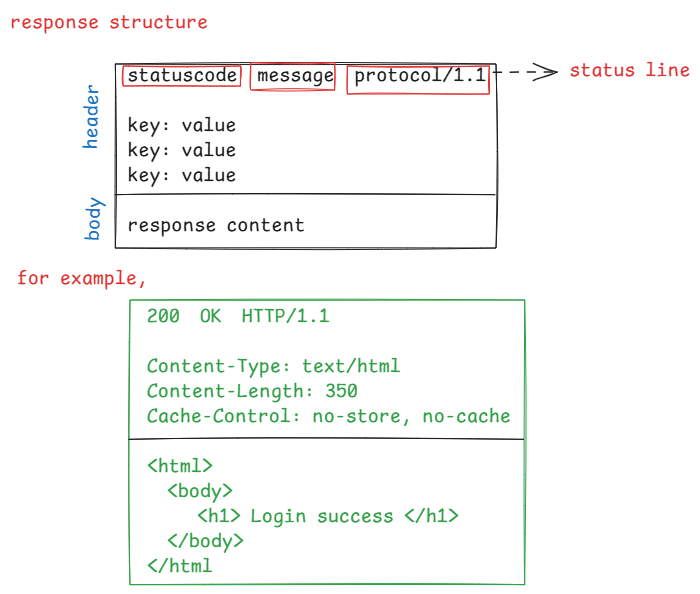 response structure
statuscode message protocol/1.1
status line
header
key: value
key: value
key: value
body
response content
for example,
200 OK HTTP/1.1
Content-Type: text/html
Content-Length: 350
Cache-Control: no-store, no-cache
<html>
<body>
<h1> Login success </h1>
</body>
</html